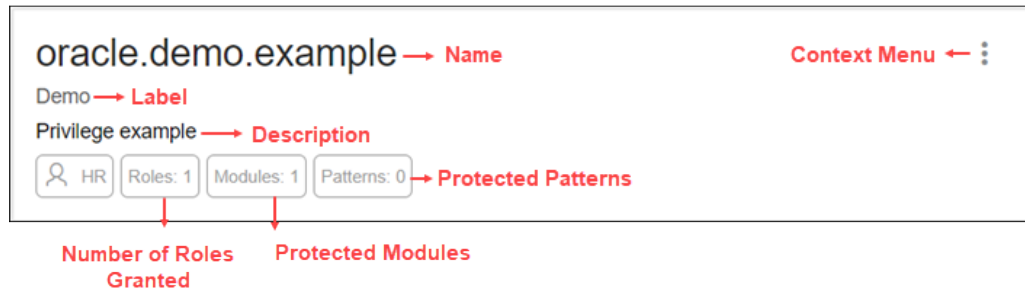 oracle.demo.example Name Context Menu
Demo Label
Privilege example Description
HR Roles: 1 Modules: 1 Patterns: 0 Protected Patterns
Number of Roles Granted
Protected Modules